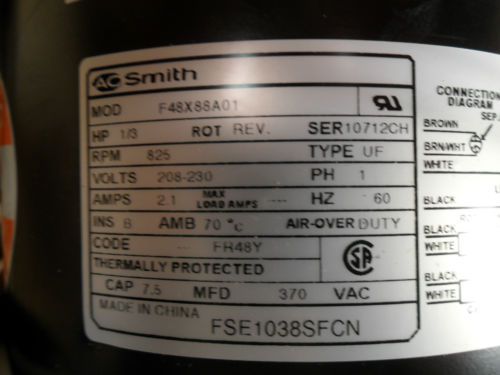 AO Smith
MOD F48X86A01
HP 1/3 ROT REV. SER 10712CH
RPM 825 TYPE UF
VOLTS 208-230 PH 1
AMPS 2.1 MAX LOAD AMPS --- HZ 60
INS B AMB 70 °C AIR-OVER DUTY
CODE --- FR48Y
THERMALLY PROTECTED
CAP 7.5 MFD 370 VAC
MADE IN CHINA
FSE1038SFCN
CONNECTION
DIAGRAM
SEP.
BROWN
BRN/WHT
WHITE
BLACK
BLACK
WHITE
BLACK
WHITE